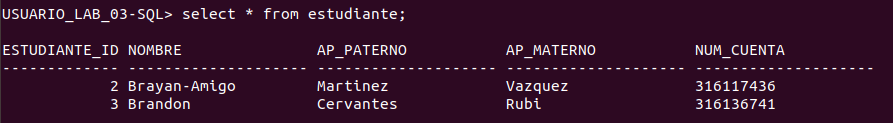 USUARIO_LAB_03-SQL> select * from estudiante;
ESTUDIANTE_ID NOMBRE AP_PATERNO AP_MATERNO NUM_CUENTA
------------- -------------------- -------------------- -------------------- --------------------
2 Brayan-Amigo Martinez Vazquez 316117436
3 Brandon Cervantes Rubi 316136741